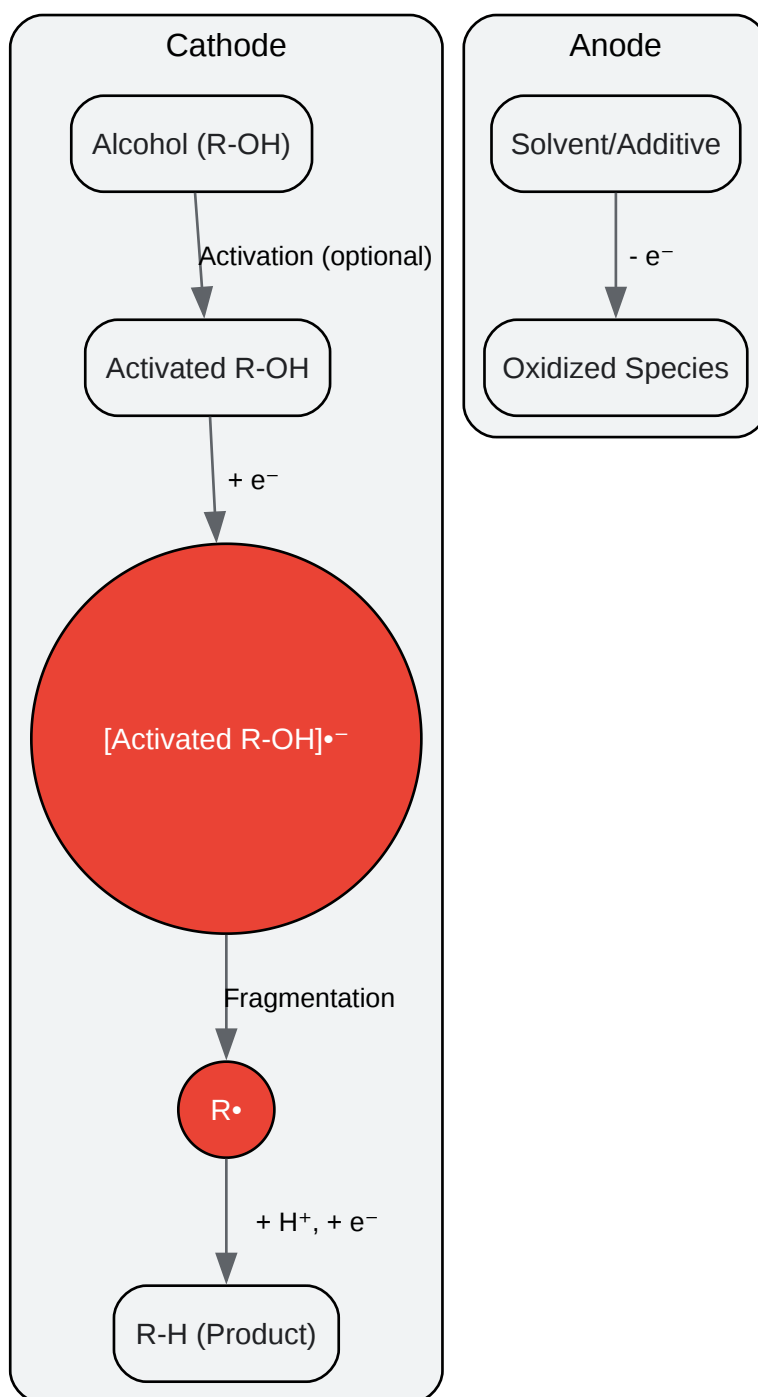 Cathode
Alcohol (R-OH)
Activation (optional)
Activated R-OH
+ e⁻
[Activated R-OH]•⁻
Fragmentation
R•
+ H⁺, + e⁻
R-H (Product)
Anode
Solvent/Additive
- e⁻
Oxidized Species